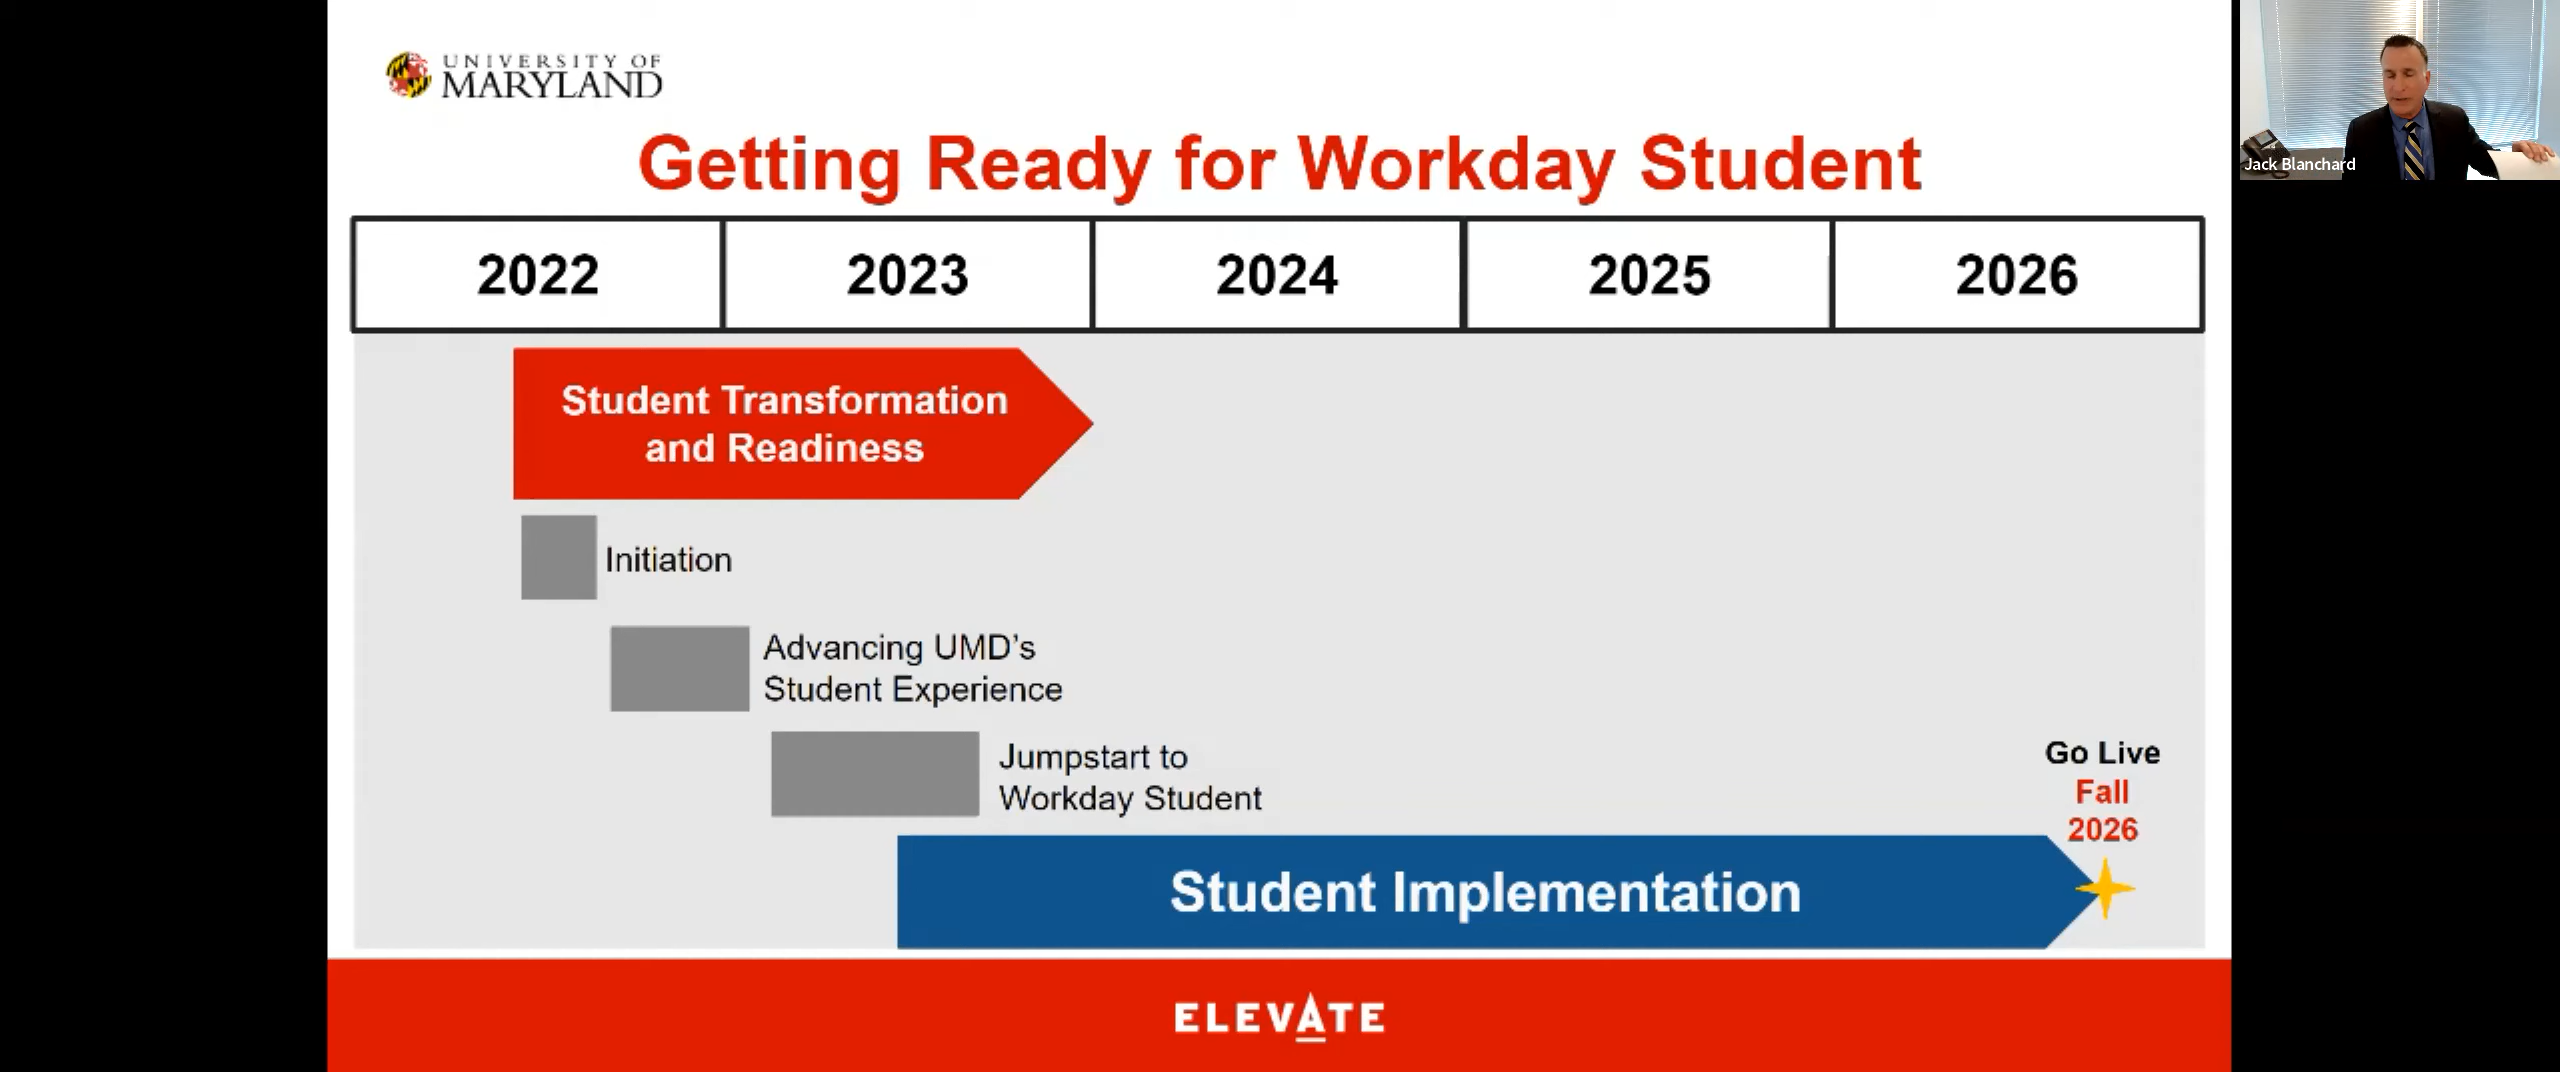 UNIVERSITY OF
MARYLAND
Jack Blanchard
Getting Ready for Workday Student
2022 2023 2024 2025 2026
Student Transformation
and Readiness
Initiation
Advancing UMD's
Student Experience
Jumpstart to
Workday Student
Go Live
Fall
2026
Student Implementation
ELEVATE